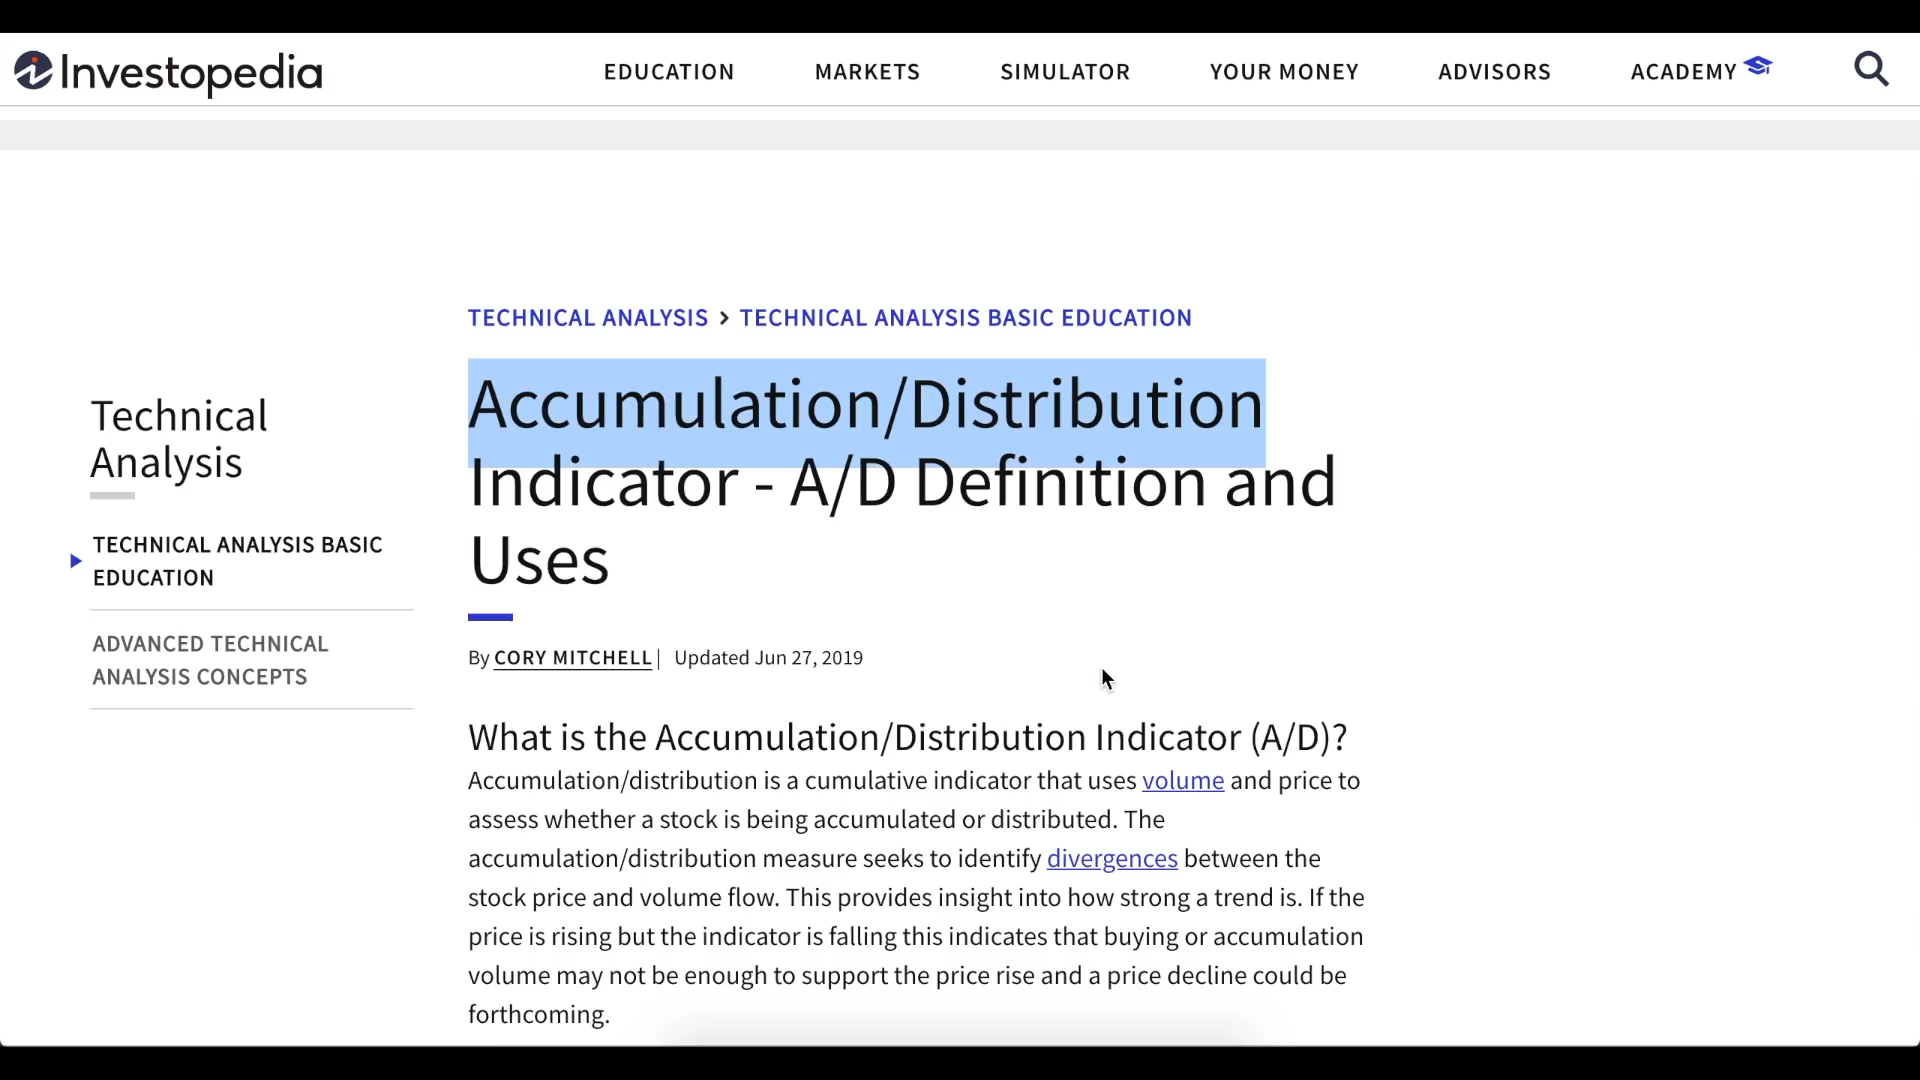 Investopedia
EDUCATION
MARKETS
SIMULATOR
YOUR MONEY
ADVISORS
ACADEMY
TECHNICAL ANALYSIS > TECHNICAL ANALYSIS BASIC EDUCATION
Accumulation/Distribution
Indicator - A/D Definition and
Uses
Technical
Analysis
TECHNICAL ANALYSIS BASIC
EDUCATION
ADVANCED TECHNICAL
ANALYSIS CONCEPTS
By CORY MITCHELL | Updated Jun 27, 2019
What is the Accumulation/Distribution Indicator (A/D)?
Accumulation/distribution is a cumulative indicator that uses volume and price to
assess whether a stock is being accumulated or distributed. The
accumulation/distribution measure seeks to identify divergences between the
stock price and volume flow. This provides insight into how strong a trend is. If the
price is rising but the indicator is falling this indicates that buying or accumulation
volume may not be enough to support the price rise and a price decline could be
forthcoming.